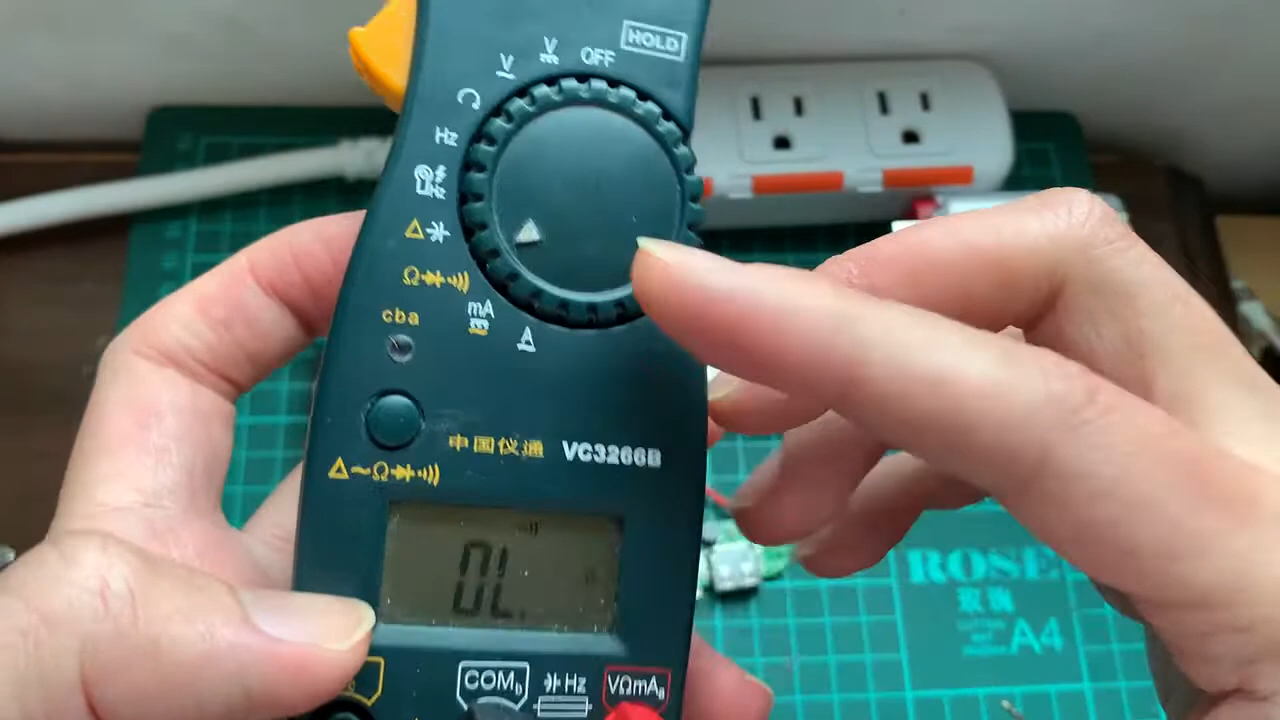 HOLD
OFF
V
V
C
Hz
Ω
mA
A
cba
中国仪通 VC3266B
Δ~Ω
OL
COM
Hz
VΩmA
ROSE
A4